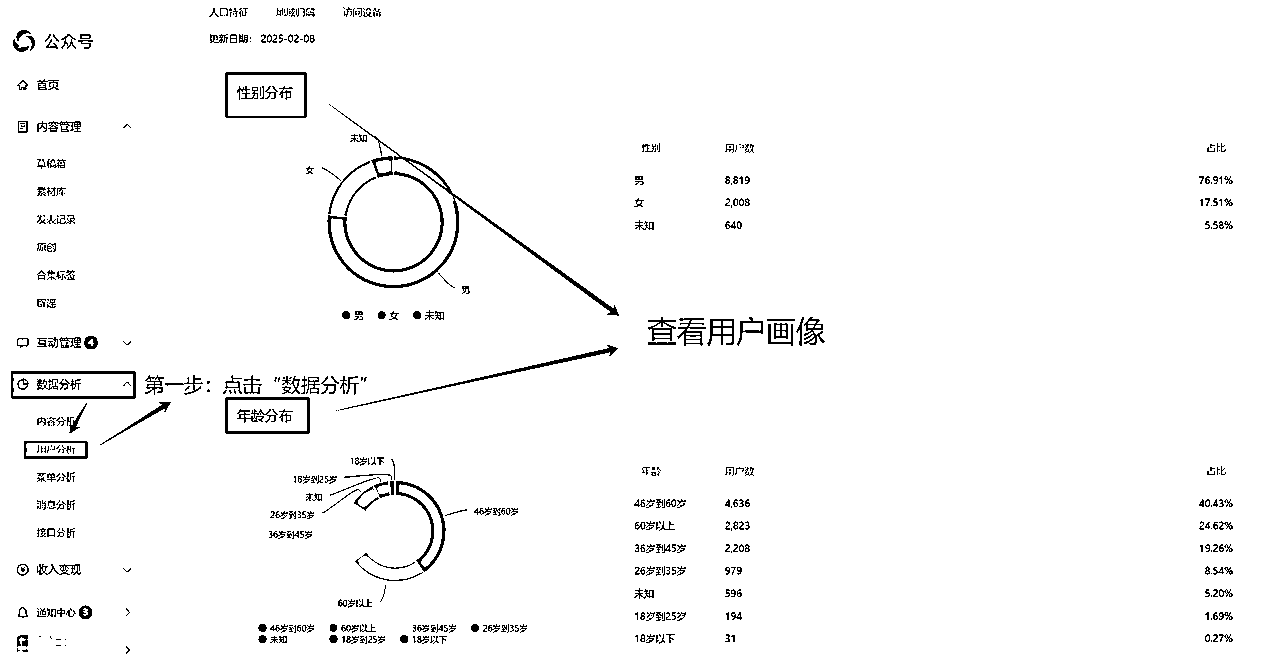 人口特征 地域归属 访问设备
更新日期： 2025-02-08
公众号
首页
内容管理
草稿箱
素材库
发表记录
原创
合集标签
互动管理 4
数据分析
内容分析
用户分析
菜单分析
消息分析
接口分析
收入变现
通知中心 3
第一步：点击“数据分析”
性别分布
未知
女
男
男 女 未知
性别 用户数 占比
男 8,819 76.91%
女 2,008 17.51%
未知 640 5.58%
查看用户画像
年龄分布
18岁以下
18岁到25岁
未知
26岁到35岁
36岁到45岁
46岁到60岁
60岁以上
46岁到60岁 60岁以上 36岁到45岁 26岁到35岁
未知 18岁到25岁 18岁以下
年龄 用户数 占比
46岁到60岁 4,636 40.43%
60岁以上 2,823 24.62%
36岁到45岁 2,208 19.26%
26岁到35岁 979 8.54%
未知 596 5.20%
18岁到25岁 194 1.69%
18岁以下 31 0.27%